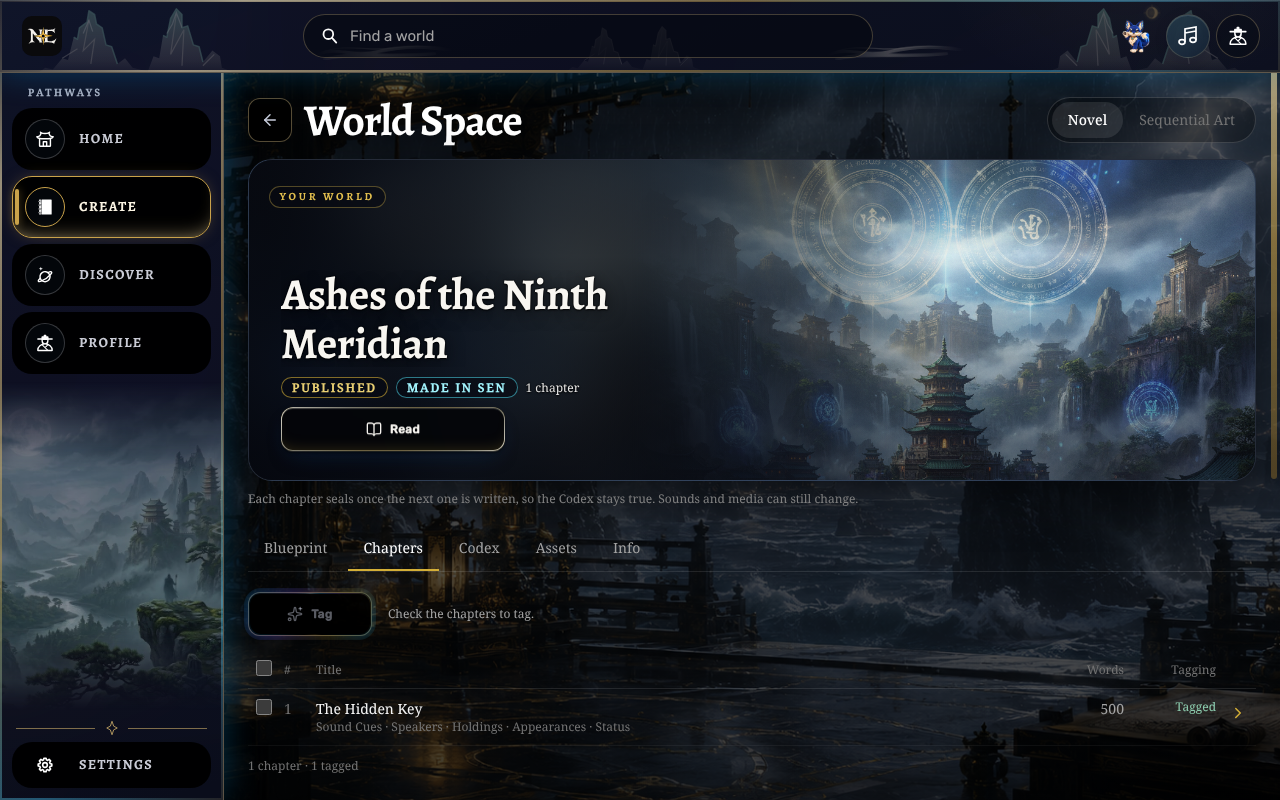 NE
Find a world
PATHWAYS
HOME
CREATE
DISCOVER
PROFILE
SETTINGS
World Space
Novel
Sequential Art
YOUR WORLD
Ashes of the Ninth
Meridian
PUBLISHED
MADE IN SEN
1 chapter
Read
Each chapter seals once the next one is written, so the Codex stays true. Sounds and media can still change.
Blueprint
Chapters
Codex
Assets
Info
Tag
Check the chapters to tag.
# Title Words Tagging
1 The Hidden Key 500 Tagged
Sound Cues · Speakers · Holdings · Appearances · Status
1 chapter · 1 tagged